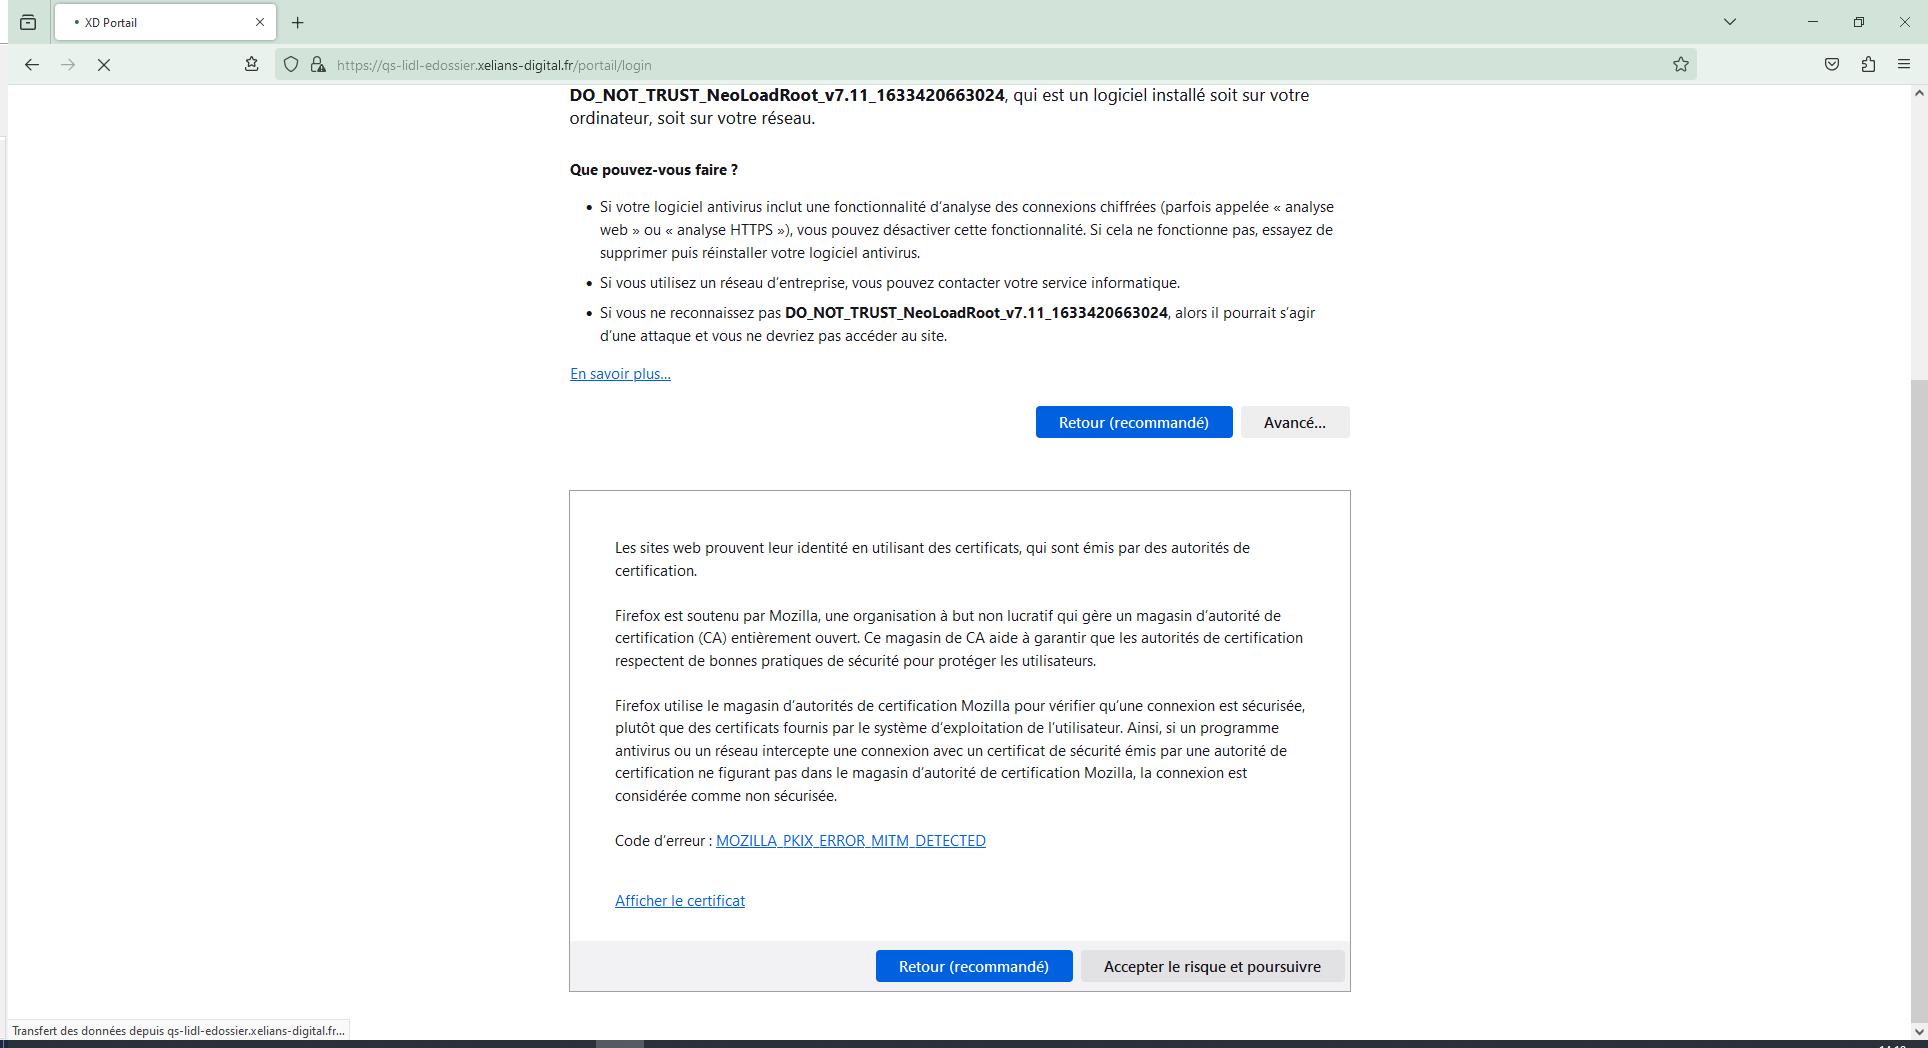 XD Portail
https://qs-lidl-edossier.xelians-digital.fr/portail/login
DO_NOT_TRUST_NeoLoadRoot_v7.11_1633420663024, qui est un logiciel installé soit sur votre
ordinateur, soit sur votre réseau.
Que pouvez-vous faire ?
Si votre logiciel antivirus inclut une fonctionnalité d’analyse des connexions chiffrées (parfois appelée « analyse
web » ou « analyse HTTPS »), vous pouvez désactiver cette fonctionnalité. Si cela ne fonctionne pas, essayez de
supprimer puis réinstaller votre logiciel antivirus.
Si vous utilisez un réseau d’entreprise, vous pouvez contacter votre service informatique.
Si vous ne reconnaissez pas DO_NOT_TRUST_NeoLoadRoot_v7.11_1633420663024, alors il pourrait s’agir
d’une attaque et vous ne devriez pas accéder au site.
En savoir plus…
Retour (recommandé) Avancé…
Les sites web prouvent leur identité en utilisant des certificats, qui sont émis par des autorités de
certification.
Firefox est soutenu par Mozilla, une organisation à but non lucratif qui gère un magasin d’autorité de
certification (CA) entièrement ouvert. Ce magasin de CA aide à garantir que les autorités de certification
respectent de bonnes pratiques de sécurité pour protéger les utilisateurs.
Firefox utilise le magasin d’autorités de certification Mozilla pour vérifier qu’une connexion est sécurisée,
plutôt que des certificats fournis par le système d’exploitation de l’utilisateur. Ainsi, si un programme
antivirus ou un réseau intercepte une connexion avec un certificat de sécurité émis par une autorité de
certification ne figurant pas dans le magasin d’autorité de certification Mozilla, la connexion est
considérée comme non sécurisée.
Code d’erreur : MOZILLA_PKIX_ERROR_MITM_DETECTED
Afficher le certificat
Retour (recommandé) Accepter le risque et poursuivre
Transfert des données depuis qs-lidl-edossier.xelians-digital.fr…